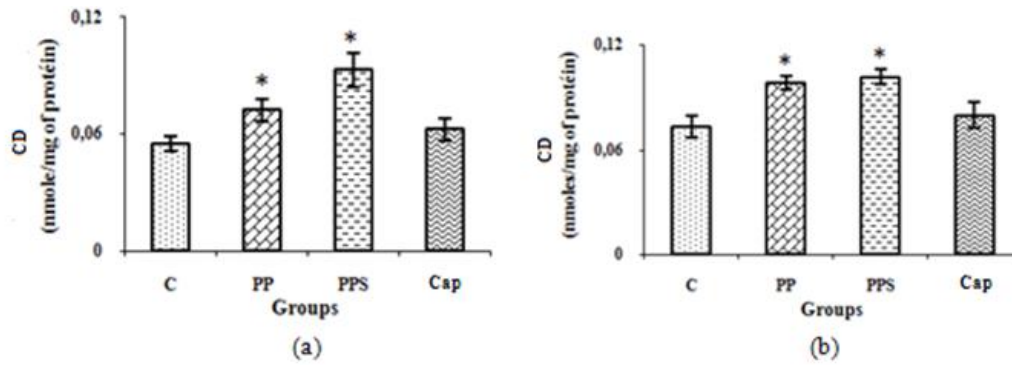 0,12
0,06
0
CD
(nmole/mg of protéin)
*
*
C PP PPS Cap
Groups
(a)
0,12
0,06
0
CD
(nmoles/mg of protéin)
*
*
C PP PPS Cap
Groups
(b)